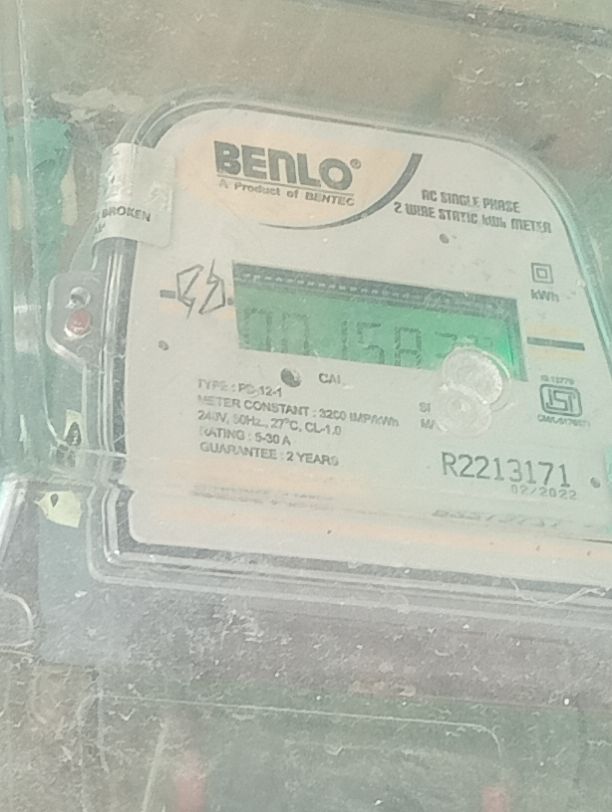 BENLO®
A Product of BENTEC
AC SINGLE PHASE
2 WIRE STATIC kWh METER
BROKEN
kWh
CAL
TYPE : PS-12-1
METER CONSTANT : 3200 IMP/kWh
240V, 50Hz., 27°C, CL-1.0
RATING : 5-30 A
GUARANTEE : 2 YEARS
R2213171
02/2022